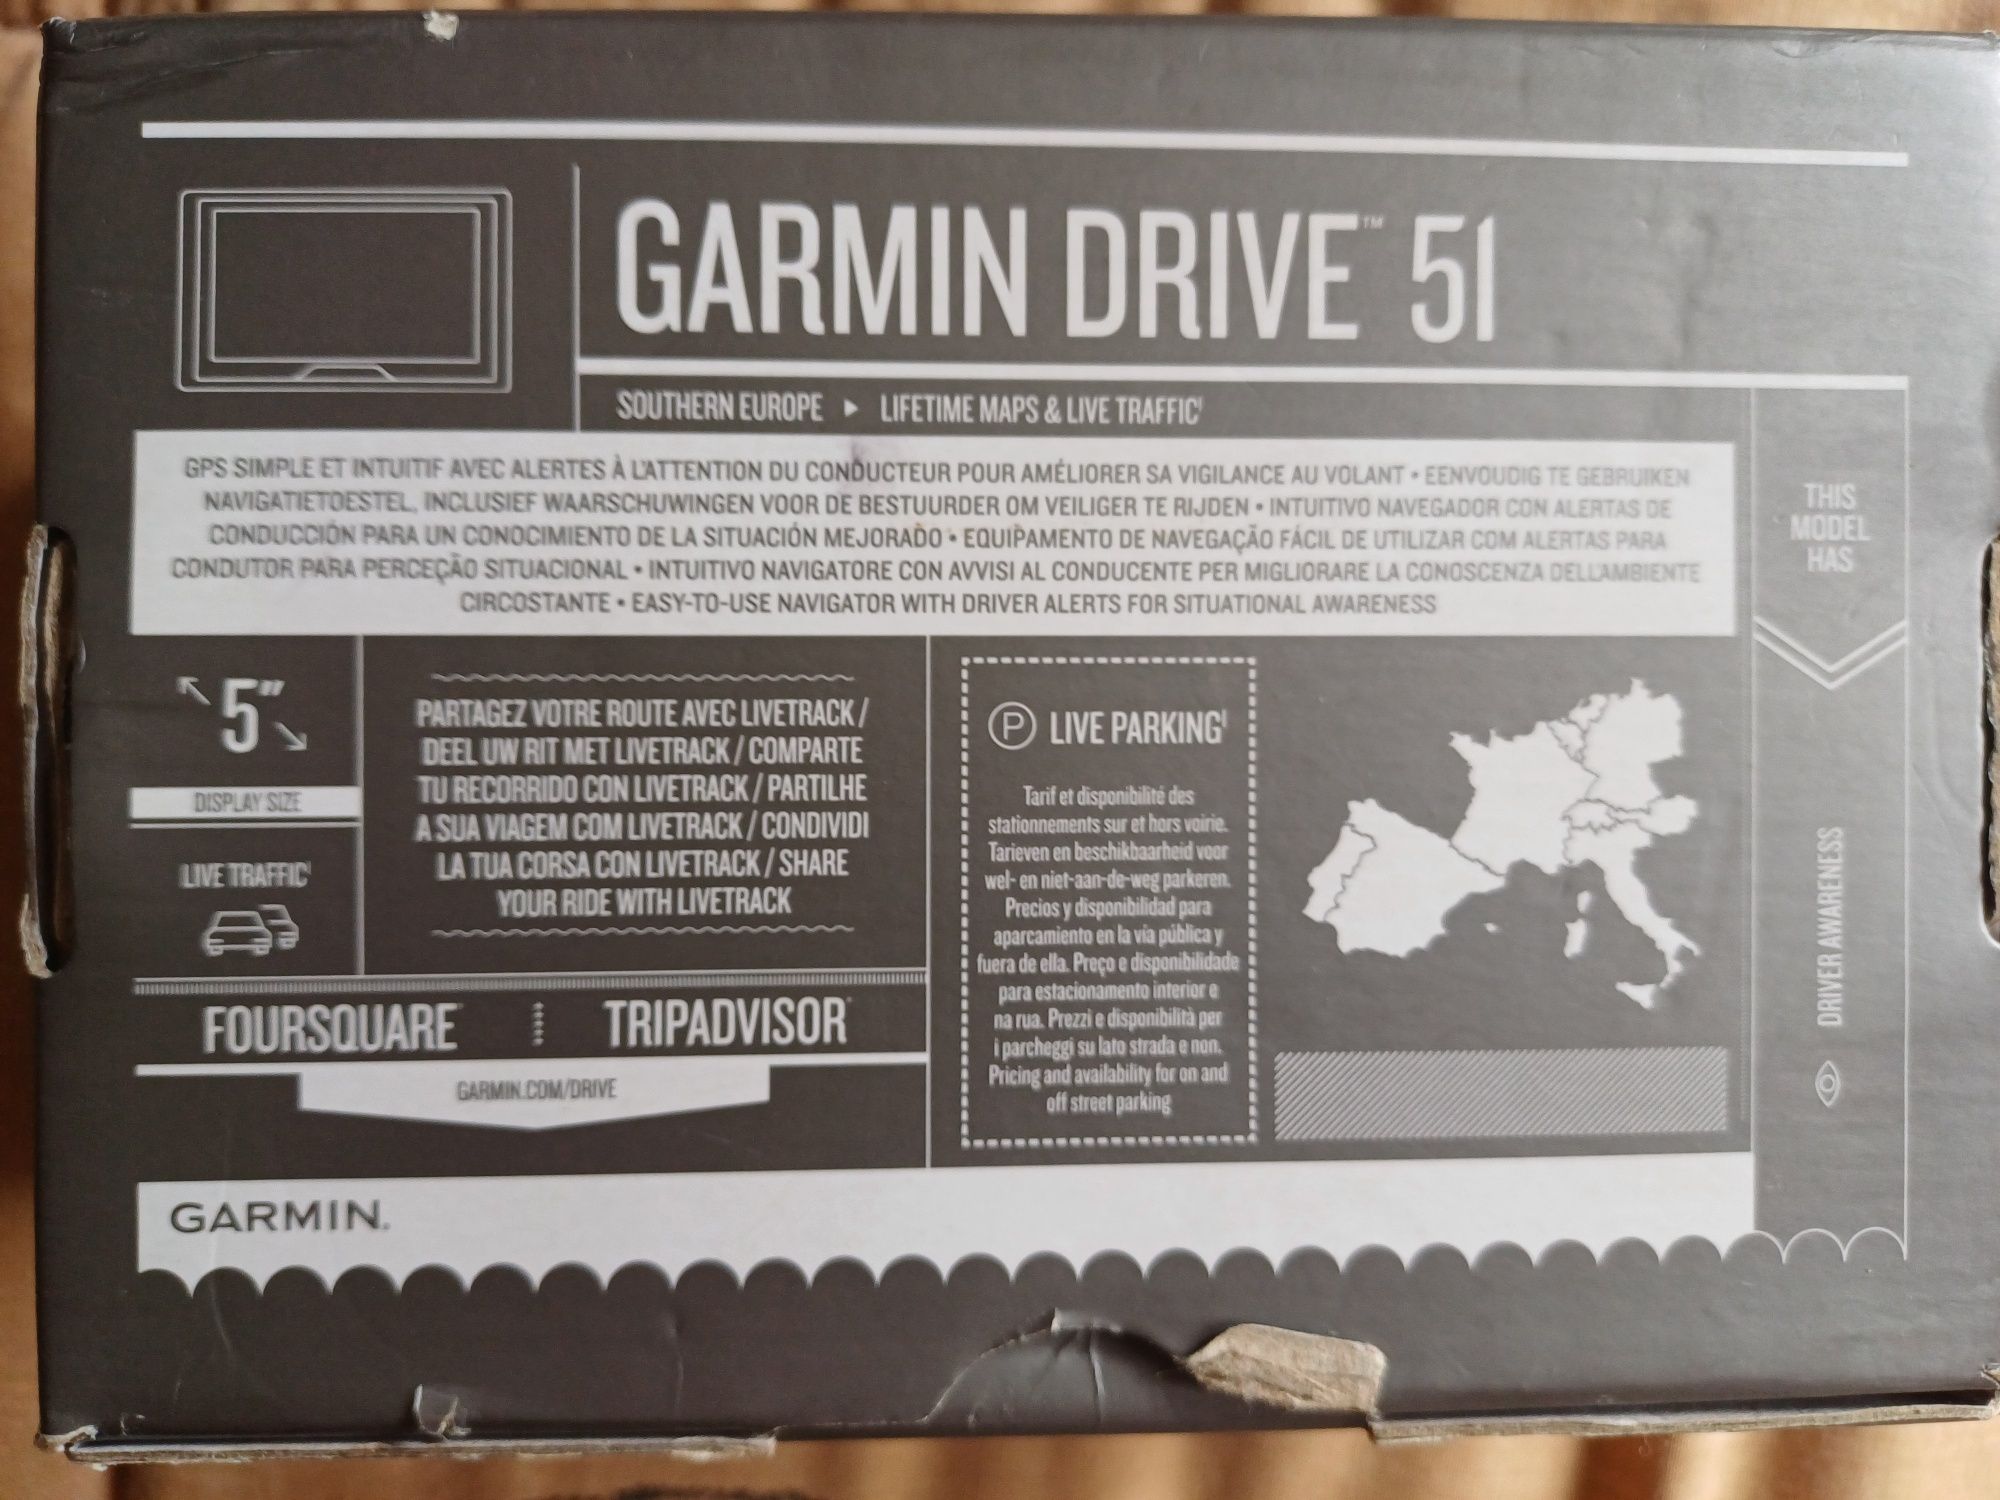 GARMIN DRIVE™ 51
SOUTHERN EUROPE ▸ LIFETIME MAPS & LIVE TRAFFIC¹
GPS SIMPLE ET INTUITIF AVEC ALERTES À L'ATTENTION DU CONDUCTEUR POUR AMÉLIORER SA VIGILANCE AU VOLANT • EENVOUDIG TE GEBRUIKEN
NAVIGATIETOESTEL, INCLUSIEF WAARSCHUWINGEN VOOR DE BESTUURDER OM VEILIGER TE RIJDEN • INTUITIVO NAVEGADOR CON ALERTAS DE
CONDUCCIÓN PARA UN CONOCIMIENTO DE LA SITUACIÓN MEJORADO • EQUIPAMENTO DE NAVEGAÇÃO FÁCIL DE UTILIZAR COM ALERTAS PARA
CONDUTOR PARA PERCEÇÃO SITUACIONAL • INTUITIVO NAVIGATORE CON AVVISI AL CONDUCENTE PER MIGLIORARE LA CONOSCENZA DELL'AMBIENTE
CIRCOSTANTE • EASY-TO-USE NAVIGATOR WITH DRIVER ALERTS FOR SITUATIONAL AWARENESS
THIS
MODEL
HAS
DRIVER AWARENESS
5"
DISPLAY SIZE
LIVE TRAFFIC¹
PARTAGEZ VOTRE ROUTE AVEC LIVETRACK /
DEEL UW RIT MET LIVETRACK / COMPARTE
TU RECORRIDO CON LIVETRACK / PARTILHE
A SUA VIAGEM COM LIVETRACK / CONDIVIDI
LA TUA CORSA CON LIVETRACK / SHARE
YOUR RIDE WITH LIVETRACK
FOURSQUARE TRIPADVISOR
GARMIN.COM/DRIVE
P LIVE PARKING¹
Tarif et disponibilité des
stationnements sur et hors voirie.
Tarieven en beschikbaarheid voor
wel- en niet-aan-de-weg parkeren.
Precios y disponibilidad para
aparcamiento en la vía pública y
fuera de ella. Preço e disponibilidade
para estacionamento interior e
na rua. Prezzi e disponibilità per
i parcheggi su lato strada e non.
Pricing and availability for on and
off street parking
GARMIN.